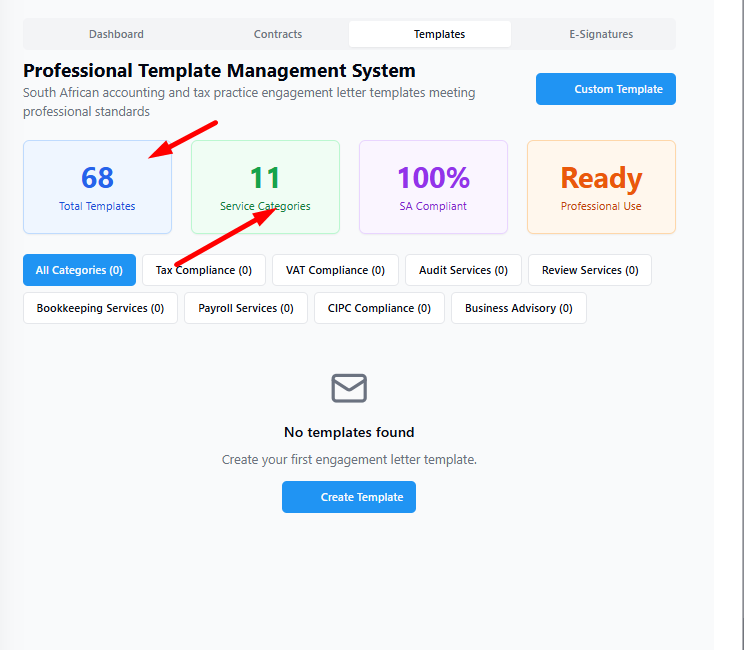 Dashboard Contracts Templates E-Signatures
Professional Template Management System
South African accounting and tax practice engagement letter templates meeting
professional standards
Custom Template
68 11 100% Ready
Total Templates Service Categories SA Compliant Professional Use
All Categories (0) Tax Compliance (0) VAT Compliance (0) Audit Services (0) Review Services (0)
Bookkeeping Services (0) Payroll Services (0) CIPC Compliance (0) Business Advisory (0)
No templates found
Create your first engagement letter template.
Create Template